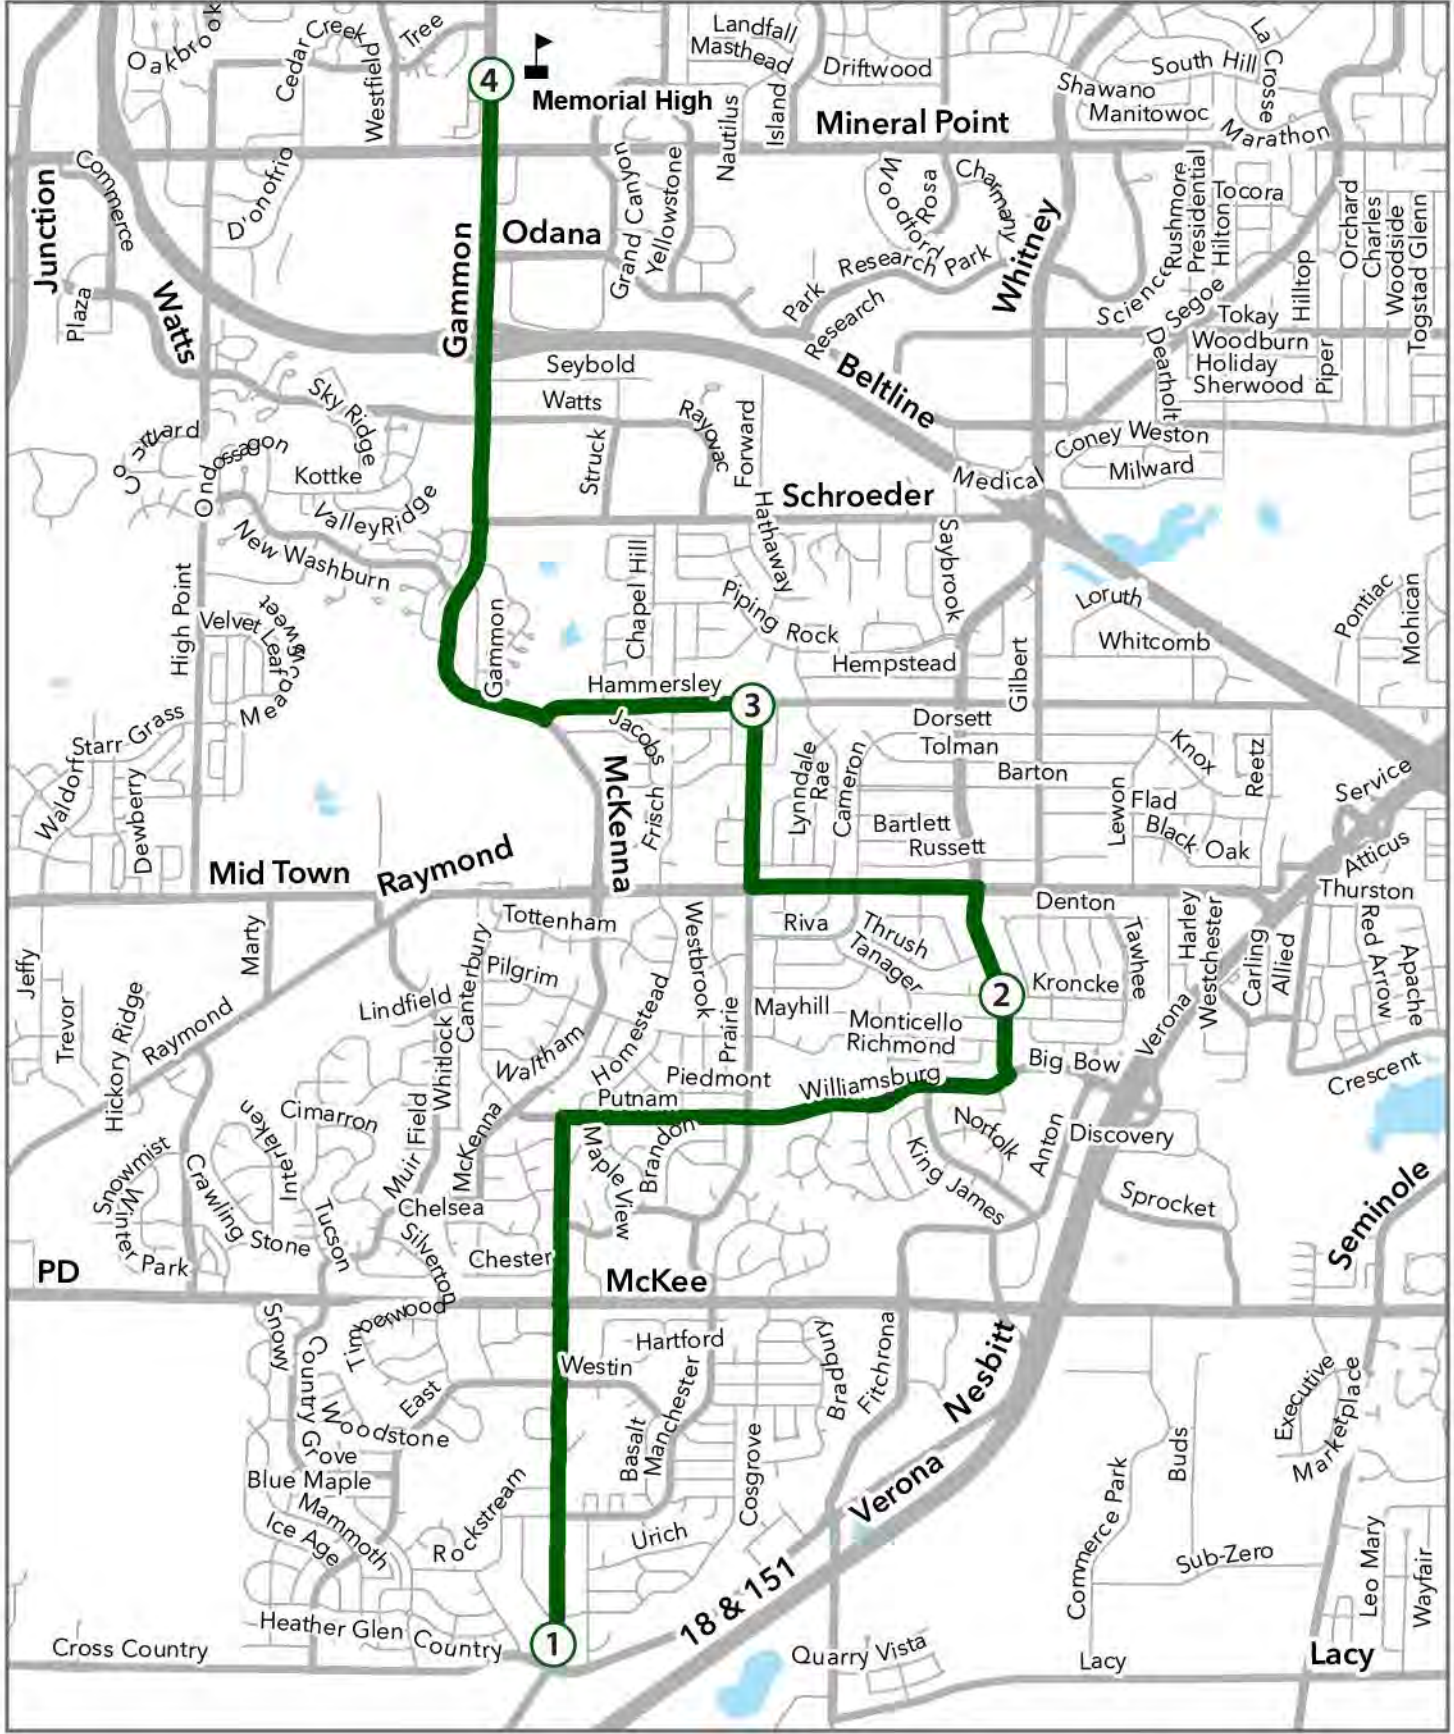 Oakbrook
Cedar Creek
Westfield
Tree
4
Memorial High
Landfall
Masthead
Nautilus
Island
Driftwood
Mineral Point
South Hill
La Crosse
Shawano
Manitowoc
Marathon
Junction
Commerce
D'onofrio
Gammon
Odana
Grand Canyon
Yellowstone
Woodford
Rosa
Charmany
Research Park
Park
Research
Whitney
Science
Rushmore
Presidential
Hilton
Tocora
Segoe
Hilltop
Orchard
Charles
Woodside
Togstad Glenn
Plaza
Watts
Tokay
Woodburn
Holiday
Sherwood
Piper
Dearholt
Beltline
Seybold
Watts
Sky Ridge
Struck
Rayovac
Forward
Courtyard
Ondossagon
Kottke
Valley Ridge
New Washburn
Coney Weston
Milward
Medical
Schroeder
Hathaway
Saybrook
High Point
Velvet Leaf
Sweet
Meadow
Gammon
Chapel Hill
Piping Rock
Hempstead
Gilbert
Loruth
Whitcomb
Pontiac
Mohican
Hammersley
3
Starr Grass
Waldorf
Dewberry
Jacobs
McKenna
Frisch
Lynndale
Rae
Cameron
Dorsett
Tolman
Barton
Bartlett
Russett
Lewon
Knox
Flad
Black Oak
Reetz
Service
Atticus
Thurston
Mid Town
Raymond
Jeffy
Trevor
Marty
Hickory Ridge
Raymond
Tottenham
Canterbury
Pilgrim
Lindfield
Whitlock
Waltham
Homestead
Westbrook
Prairie
Riva
Thrush
Tanager
Mayhill
Monticello
Richmond
2
Denton
Kroncke
Tawhee
Harley
Westchester
Carling
Allied
Red Arrow
Apache
Crescent
Verona
Big Bow
Piedmont
Putnam
Williamsburg
Norfolk
King James
Anton
Discovery
Sprocket
Seminole
Cimarron
Interlaken
Muir Field
McKenna
Snowmist
Winter Park
Crawling Stone
Tucson
Chelsea
Silverton
Chester
Maple View
Brandon
PD
McKee
Snowy
Country Grove
Timberwood
Woodstone
East
Westin
Hartford
Manchester
Basalt
Cosgrove
Bradbury
Fitchrona
Nesbitt
Verona
Executive
Marketplace
Buds
Commerce Park
Blue Maple
Mammoth
Ice Age
Rockstream
Urich
18 & 151
Sub-Zero
Leo Mary
Wayfair
Heather Glen
Country
Cross Country
1
Quarry Vista
Lacy
Lacy